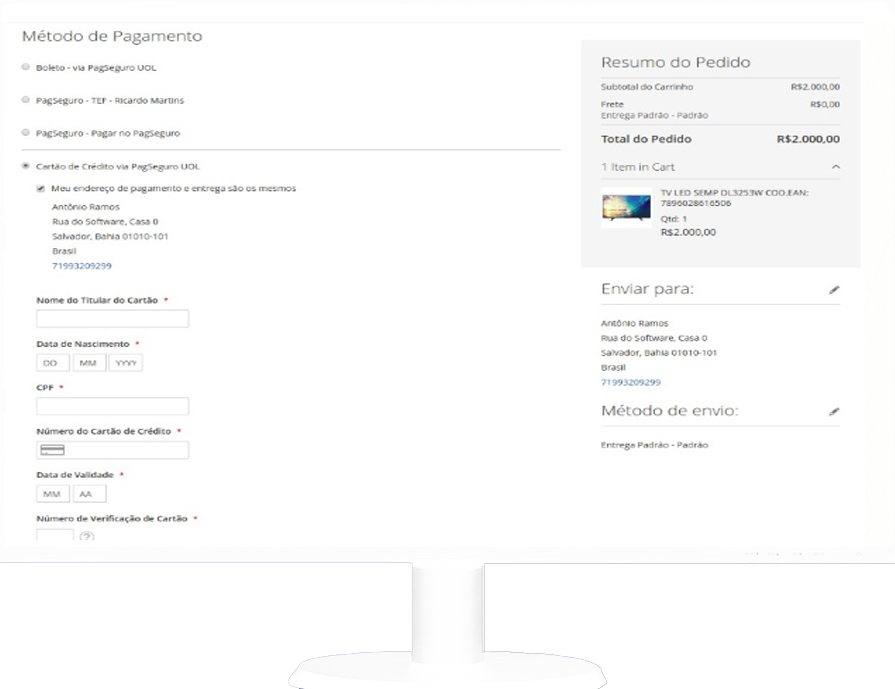 Método de Pagamento
Boleto - via PagSeguro UOL
PagSeguro - TEF - Ricardo Martins
PagSeguro - Pagar no PagSeguro
Cartão de Crédito via PagSeguro UOL
Meu endereço de pagamento e entrega são os mesmos
Antônio Ramos
Rua do Software, Casa 0
Salvador, Bahia 01010-101
Brasil
71993209299
Nome do Titular do Cartão *
Data de Nascimento *
DD MM YYYY
CPF *
Número do Cartão de Crédito *
Data de Validade *
MM AA
Número de Verificação de Cartão *
?
Resumo do Pedido
Subtotal do Carrinho R$2.000,00
Frete R$0,00
Entrega Padrão - Padrão
Total do Pedido R$2.000,00
1 Item in Cart
TV LED SEMP DL3253W COD.EAN:
7896028616506
Qtd: 1
R$2.000,00
Enviar para:
Antônio Ramos
Rua do Software, Casa 0
Salvador, Bahia 01010-101
Brasil
71993209299
Método de envio:
Entrega Padrão - Padrão